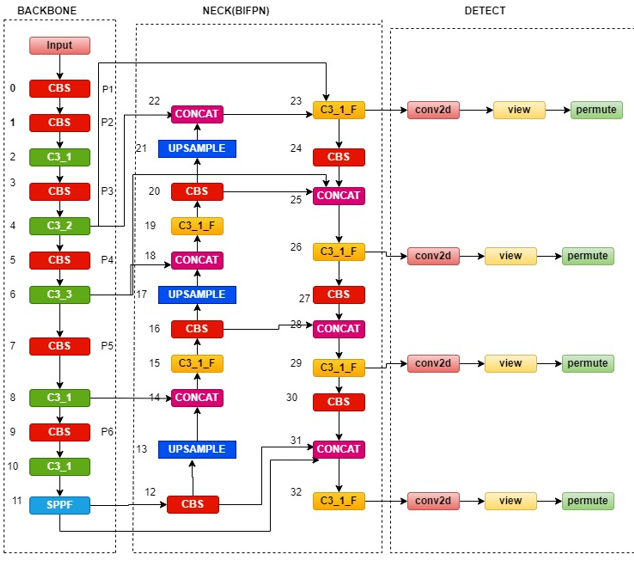 BACKBONE
NECK(BIFPN)
DETECT
Input
0 CBS P1
1 CBS P2
2 C3_1
3 CBS P3
4 C3_2
5 CBS P4
6 C3_3
7 CBS P5
8 C3_1
9 CBS P6
10 C3_1
11 SPPF
12 CBS
13 UPSAMPLE
14 CONCAT
15 C3_1_F
16 CBS
17 UPSAMPLE
18 CONCAT
19 C3_1_F
20 CBS
21 UPSAMPLE
22 CONCAT
23 C3_1_F
24 CBS
25 CONCAT
26 C3_1_F
27 CBS
28 CONCAT
29 C3_1_F
30 CBS
31 CONCAT
32 C3_1_F
conv2d view permute
conv2d view permute
conv2d view permute
conv2d view permute